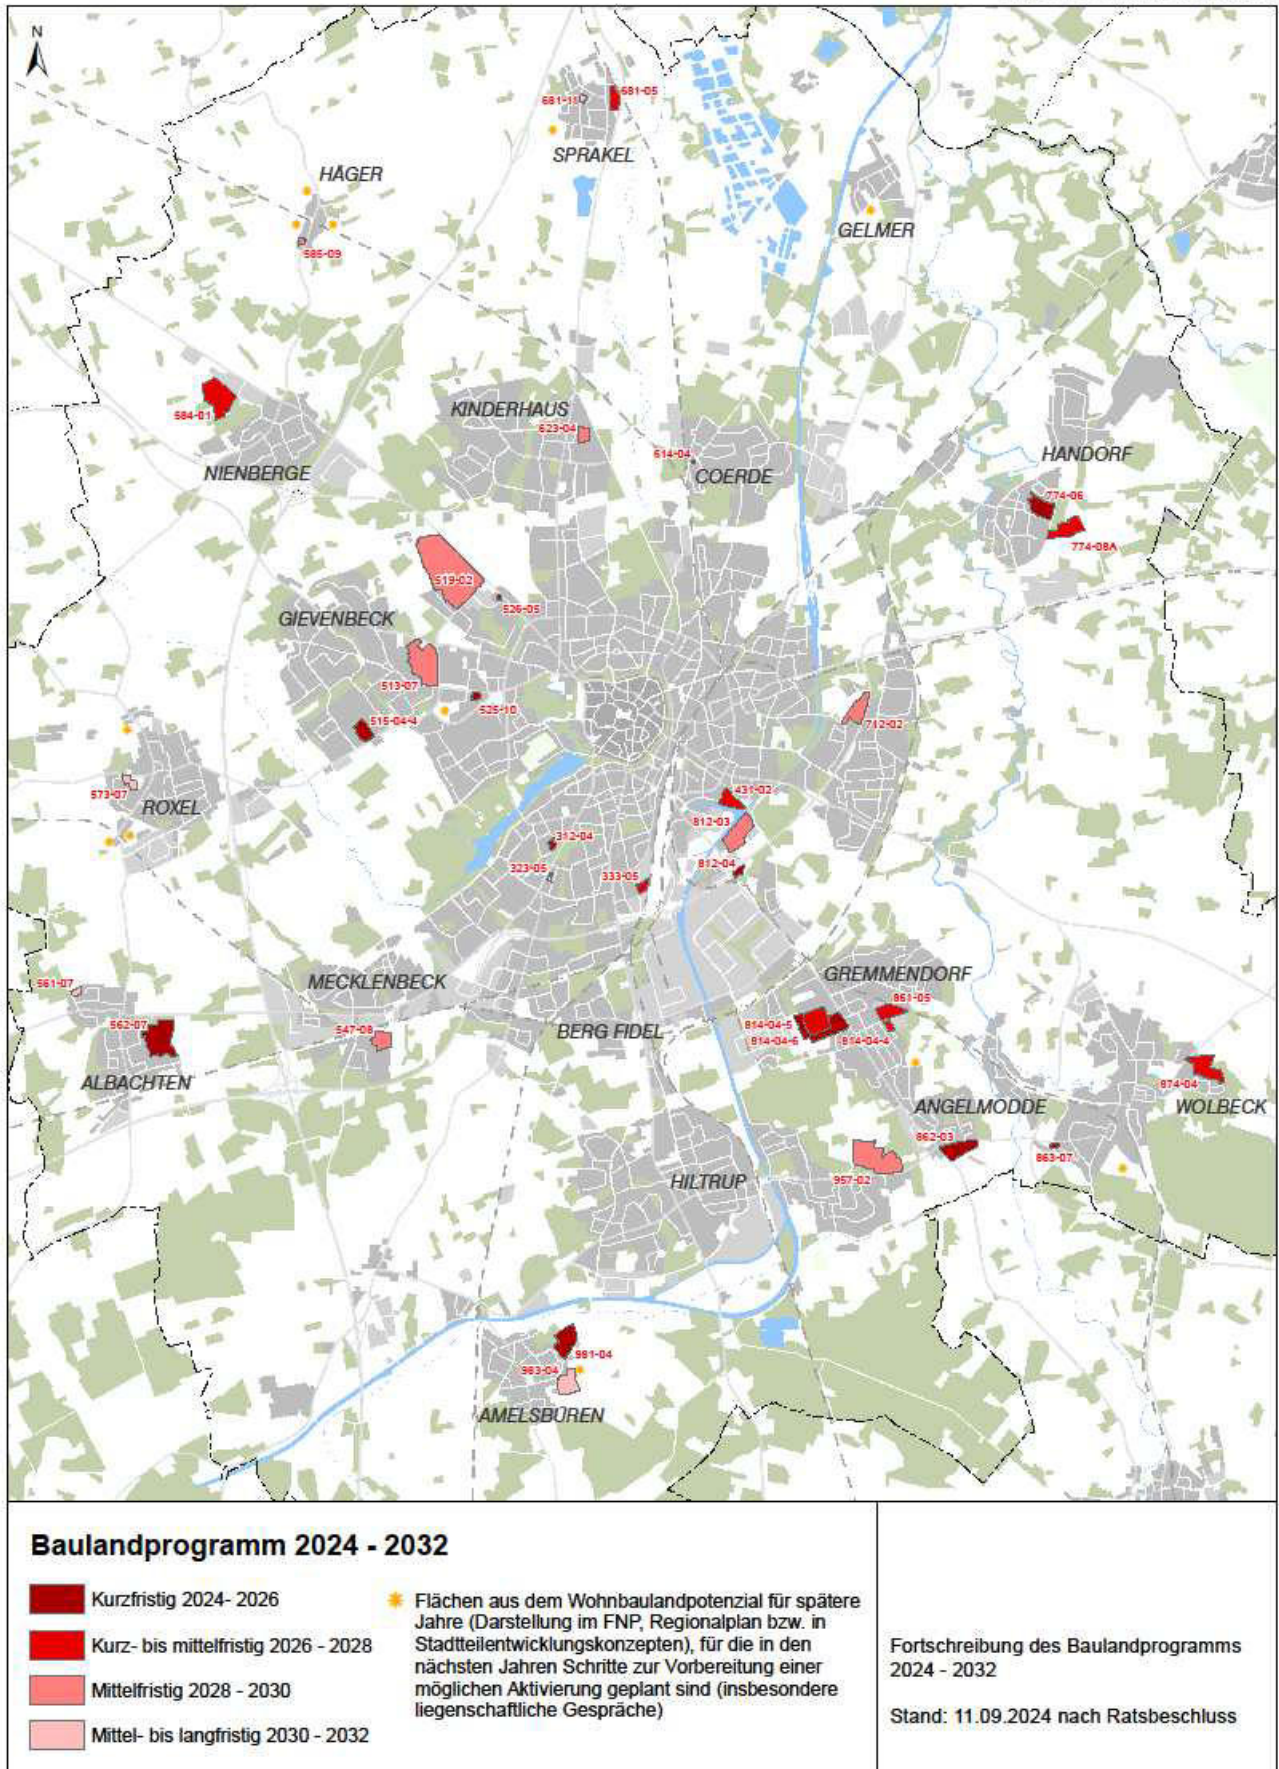 N
681-11
681-05
SPRAKEL
HÄGER
GELMER
585-09
584-01
KINDERHAUS
623-04
614-04
COERDE
NIENBERGE
HANDORF
774-06
774-08A
519-02
526-05
GIEVENBECK
513-07
525-10
515-04-4
712-02
573-07
ROXEL
431-02
812-03
312-04
323-05
333-05
812-04
MECKLENBECK
GREMMENDORF
561-07
562-07
547-08
BERG FIDEL
814-04-5
814-04-6
814-04-4
851-05
ALBACHTEN
874-04
WOLBECK
ANGELMODDE
862-03
863-07
957-02
HILTRUP
981-04
983-04
AMELSBÜREN
Baulandprogramm 2024 - 2032
Kurzfristig 2024- 2026
Kurz- bis mittelfristig 2026 - 2028
Mittelfristig 2028 - 2030
Mittel- bis langfristig 2030 - 2032
Flächen aus dem Wohnbaulandpotenzial für spätere
Jahre (Darstellung im FNP, Regionalplan bzw. in
Stadtteilentwicklungskonzepten), für die in den
nächsten Jahren Schritte zur Vorbereitung einer
möglichen Aktivierung geplant sind (insbesondere
liegenschaftliche Gespräche)
Fortschreibung des Baulandprogramms
2024 - 2032
Stand: 11.09.2024 nach Ratsbeschluss